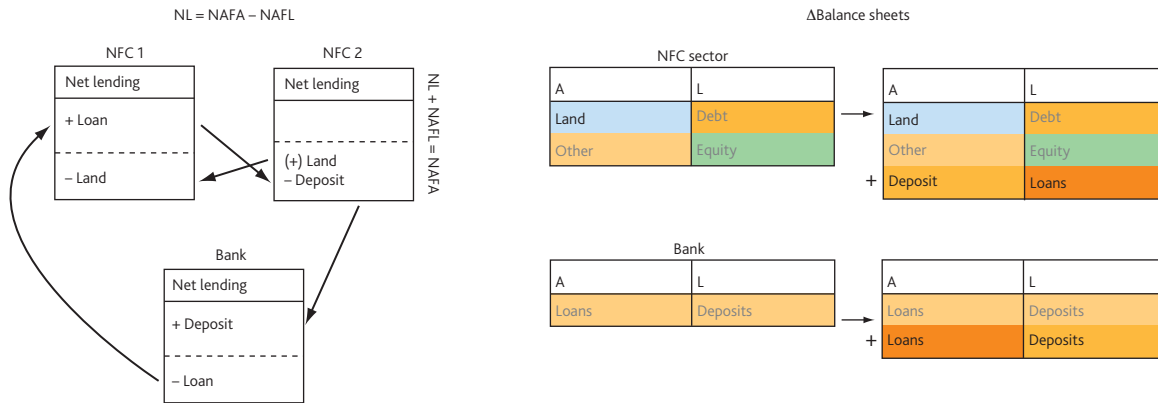 NL = NAFA – NAFL
NFC 1
Net lending
+ Loan
– Land
NFC 2
Net lending
(+) Land
– Deposit
NL + NAFL = NAFA
Bank
Net lending
+ Deposit
– Loan
ΔBalance sheets
NFC sector
A L
Land Debt
Other Equity
A L
Land Debt
Other Equity
+ Deposit Loans
Bank
A L
Loans Deposits
A L
Loans Deposits
+ Loans Deposits